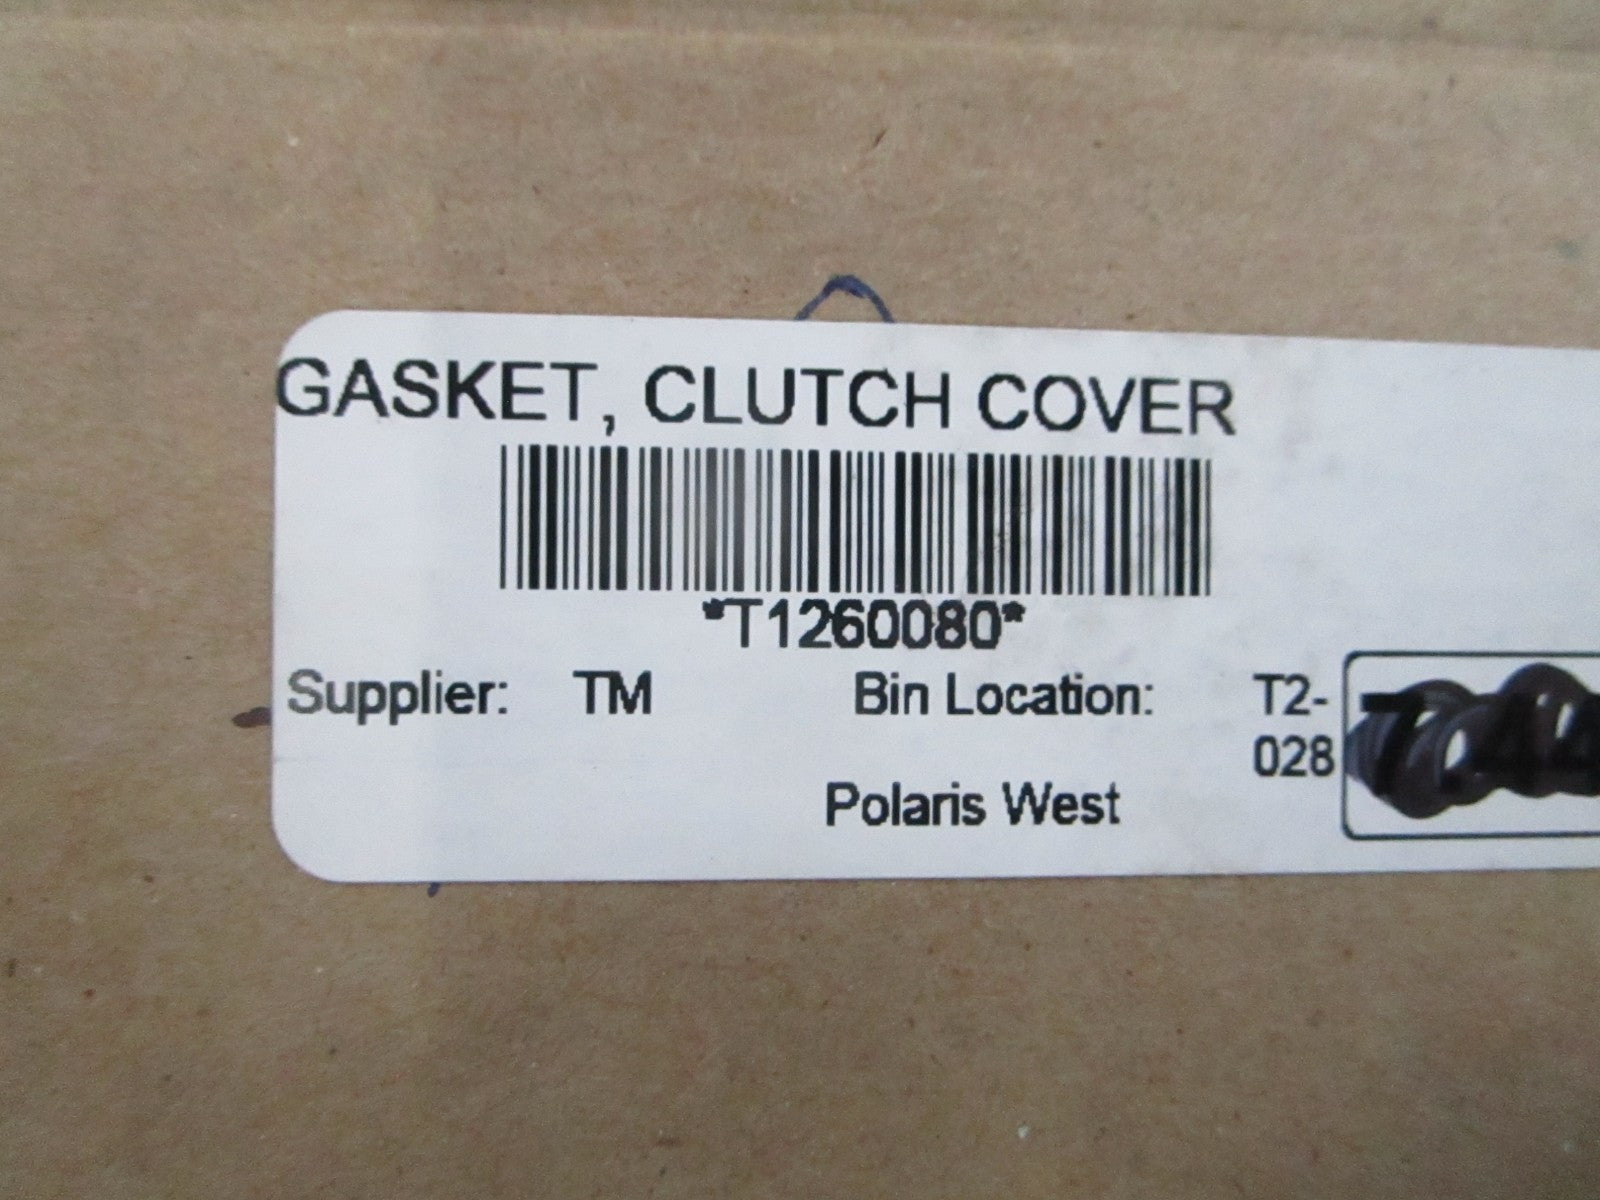 GASKET, CLUTCH COVER
*T1260080*
Supplier: TM Bin Location: T2-
028
Polaris West